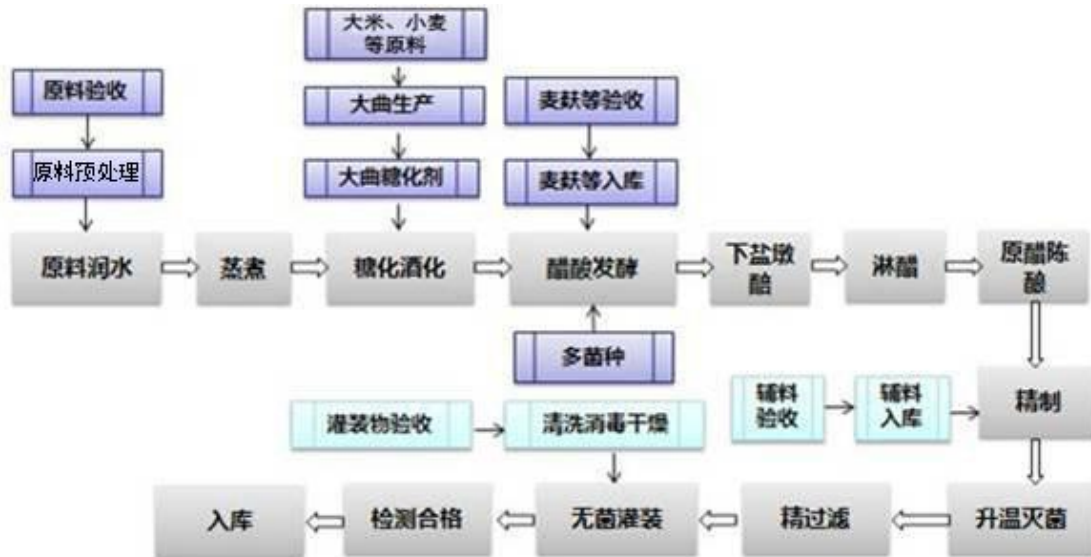 大米、小麦
等原料
原料验收
大曲生产
麦麸等验收
原料预处理
大曲糖化剂
麦麸等入库
原料润水
蒸煮
糖化酒化
醋酸发酵
下盐墩
醅
淋醋
原醋陈
酿
多菌种
灌装物验收
清洗消毒干燥
辅料
验收
辅料
入库
精制
入库
检测合格
无菌灌装
精过滤
升温灭菌